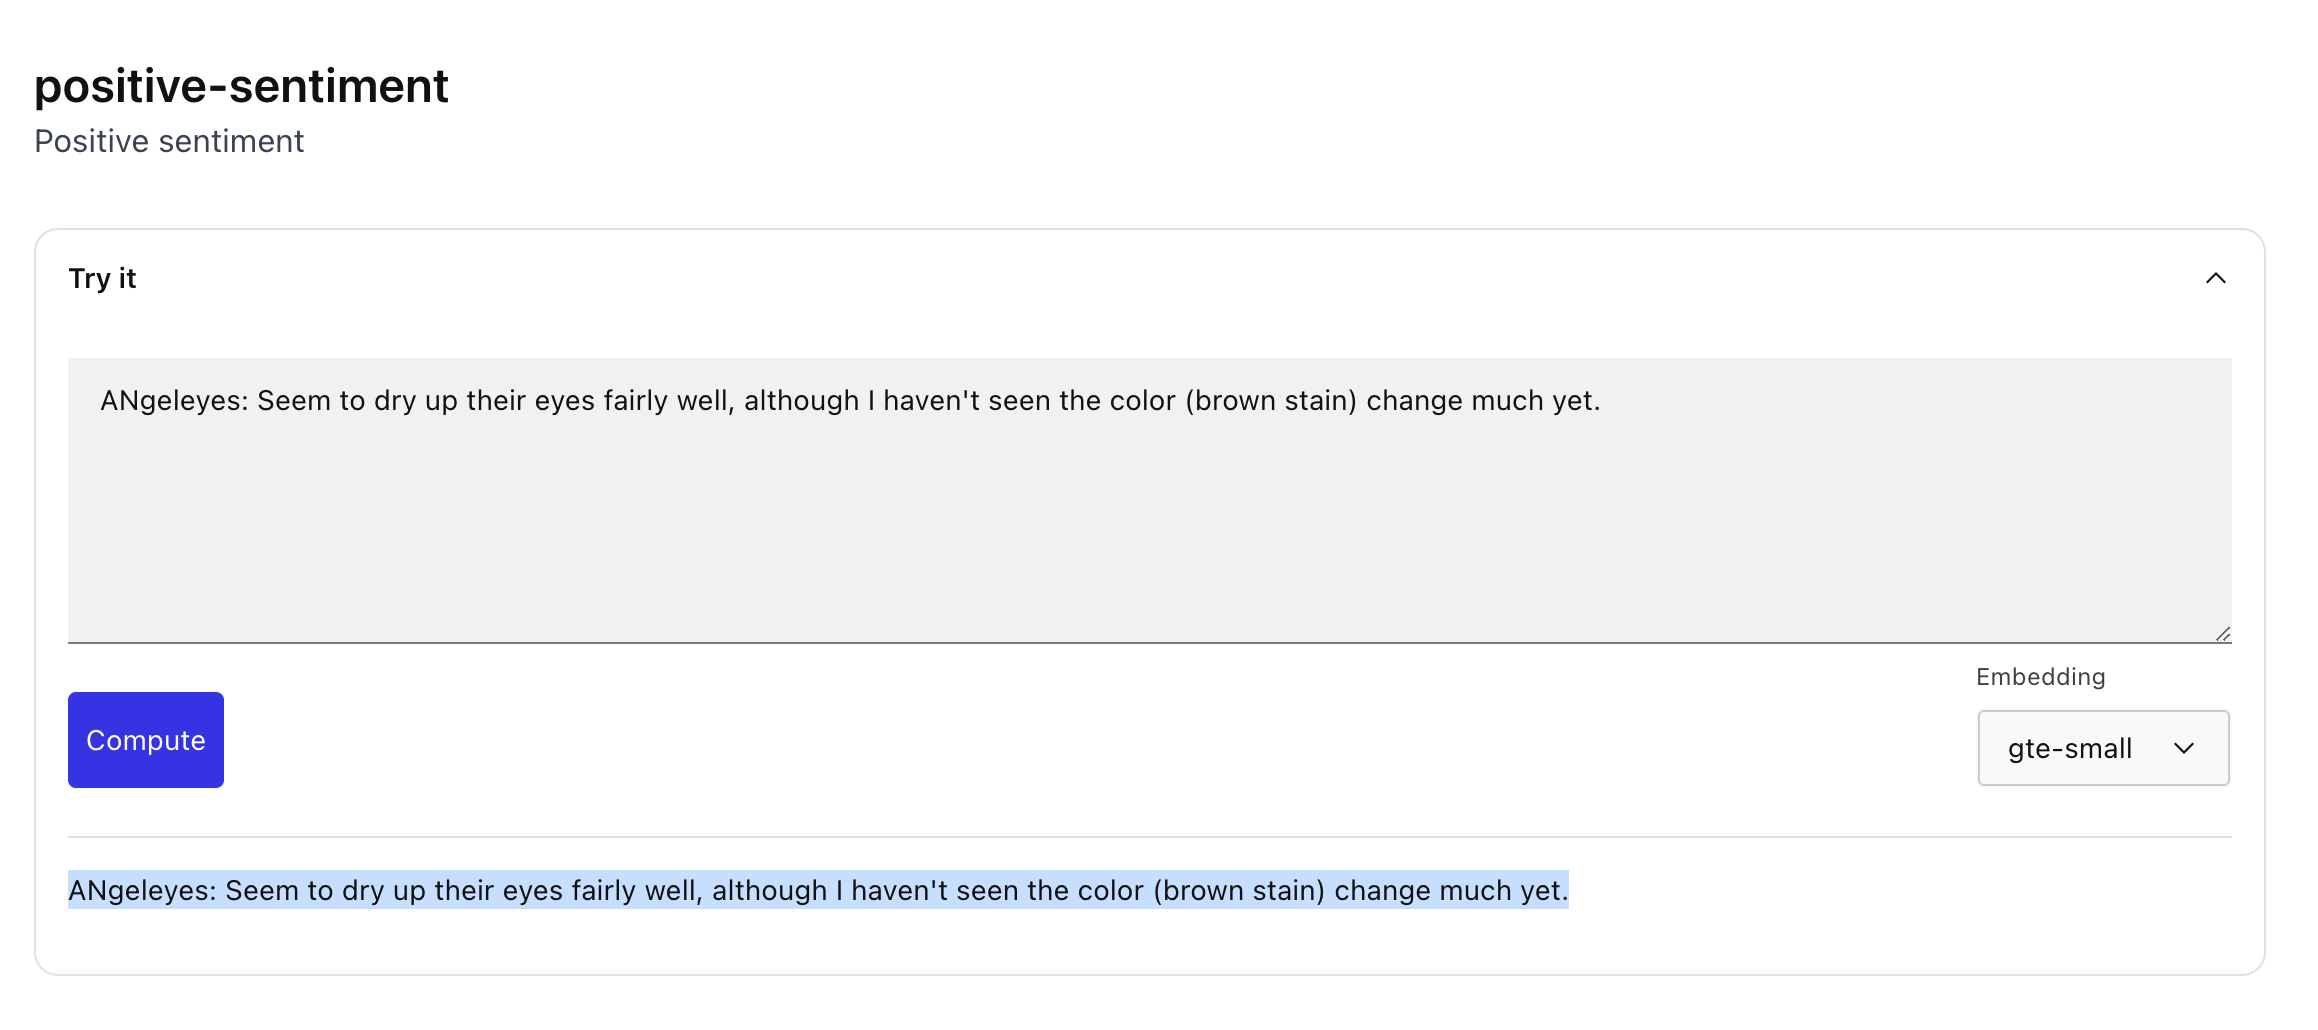 positive-sentiment
Positive sentiment
Try it
ANgeleyes: Seem to dry up their eyes fairly well, although I haven't seen the color (brown stain) change much yet.
Embedding
Compute
gte-small
ANgeleyes: Seem to dry up their eyes fairly well, although I haven't seen the color (brown stain) change much yet.